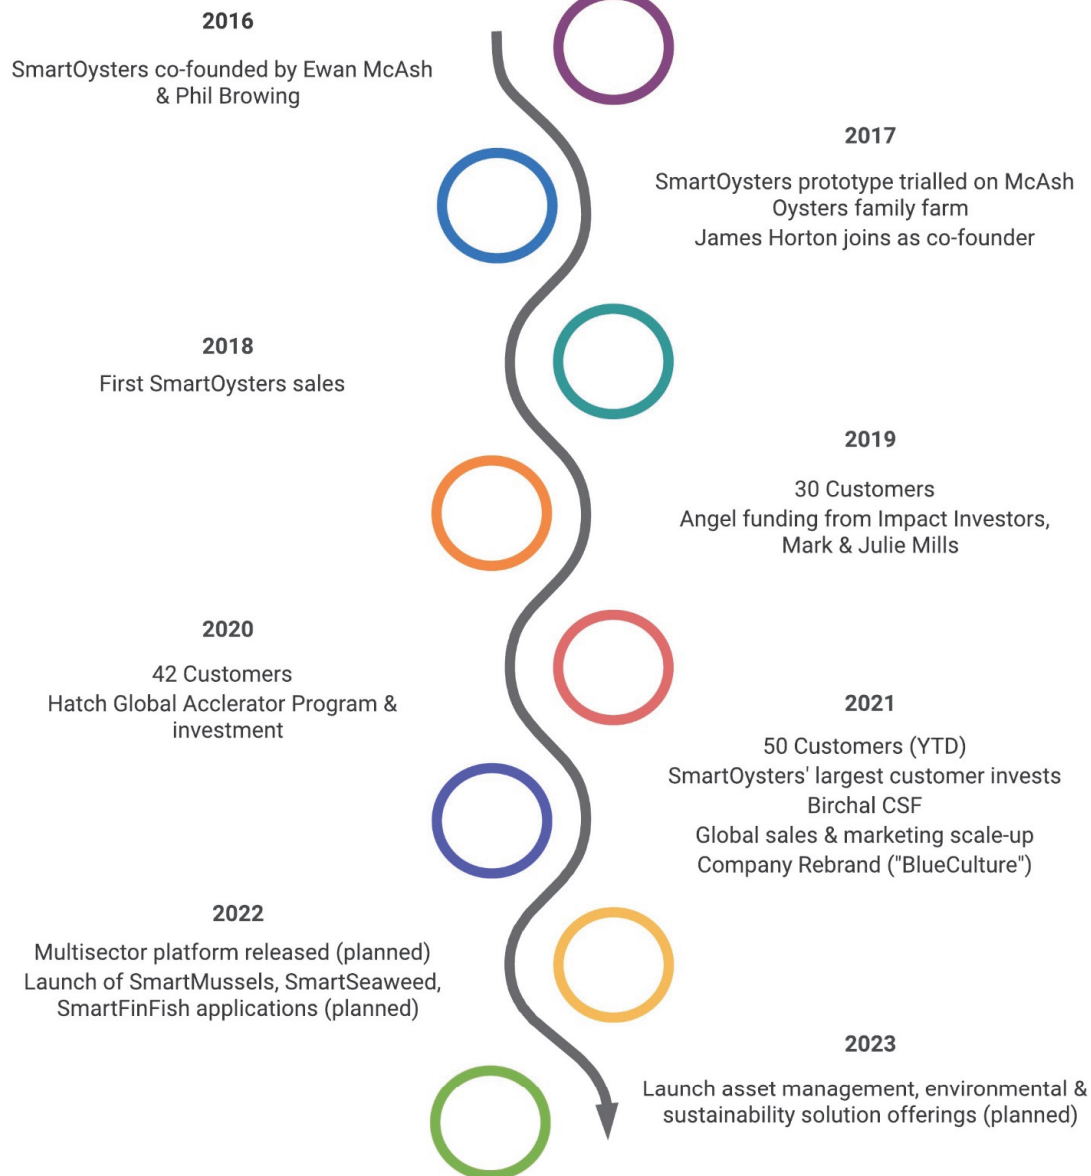 2016
SmartOysters co-founded by Ewan McAsh
& Phil Browing
2017
SmartOysters prototype trialled on McAsh
Oysters family farm
James Horton joins as co-founder
2018
First SmartOysters sales
2019
30 Customers
Angel funding from Impact Investors,
Mark & Julie Mills
2020
42 Customers
Hatch Global Acclerator Program &
investment
2021
50 Customers (YTD)
SmartOysters' largest customer invests
Birchal CSF
Global sales & marketing scale-up
Company Rebrand ("BlueCulture")
2022
Multisector platform released (planned)
Launch of SmartMussels, SmartSeaweed,
SmartFinFish applications (planned)
2023
Launch asset management, environmental &
sustainability solution offerings (planned)